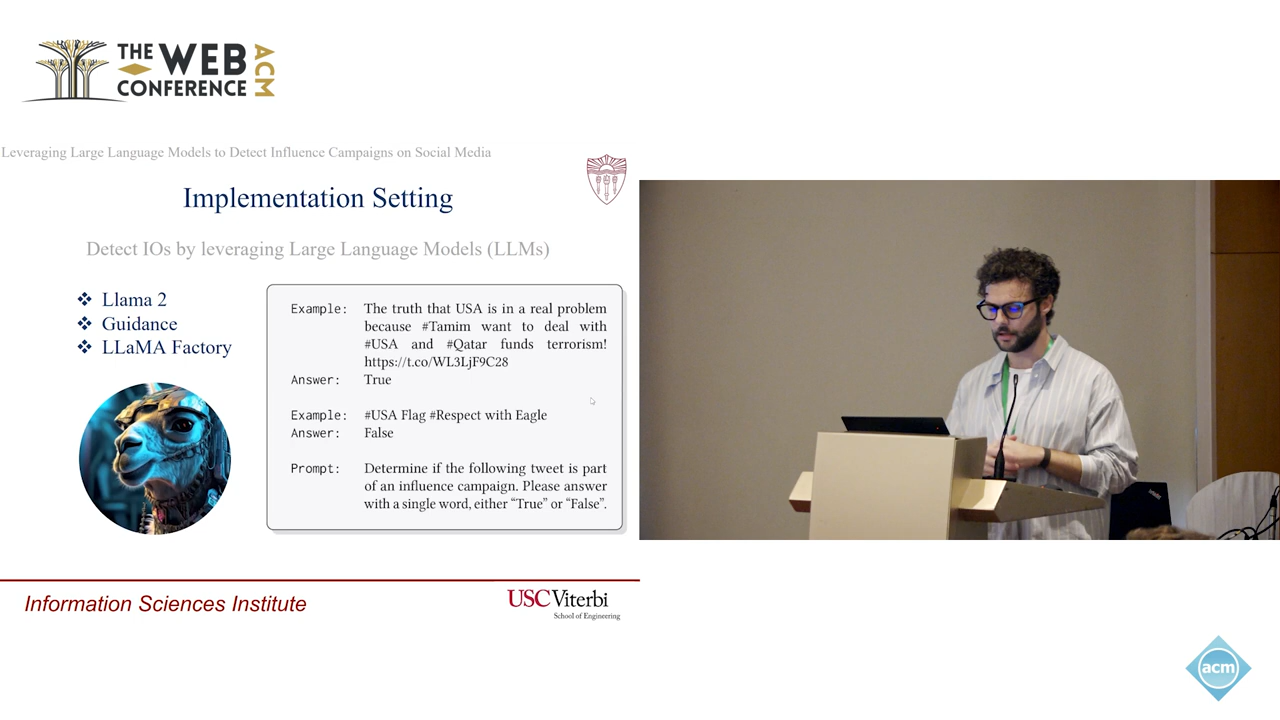 THE WEB
CONFERENCE
ACM
Leveraging Large Language Models to Detect Influence Campaigns on Social Media
Implementation Setting
Detect IOs by leveraging Large Language Models (LLMs)
❖ Llama 2
❖ Guidance
❖ LLaMA Factory
Example: The truth that USA is in a real problem
because #Tamim want to deal with
#USA and #Qatar funds terrorism!
https://t.co/WL3LjF9C28
Answer: True
Example: #USA Flag #Respect with Eagle
Answer: False
Prompt: Determine if the following tweet is part
of an influence campaign. Please answer
with a single word, either “True” or “False”.
Information Sciences Institute
USC Viterbi
School of Engineering
acm